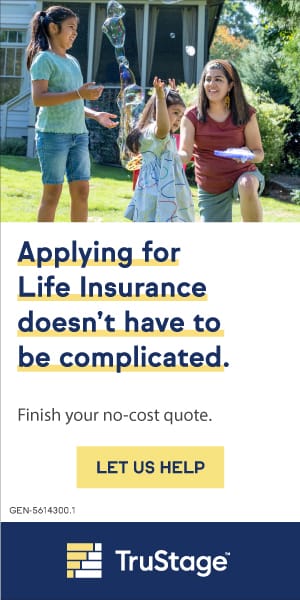 Applying for
Life Insurance
doesn't have to
be complicated.
Finish your no-cost quote.
LET US HELP
GEN-5614300.1
TruStage™